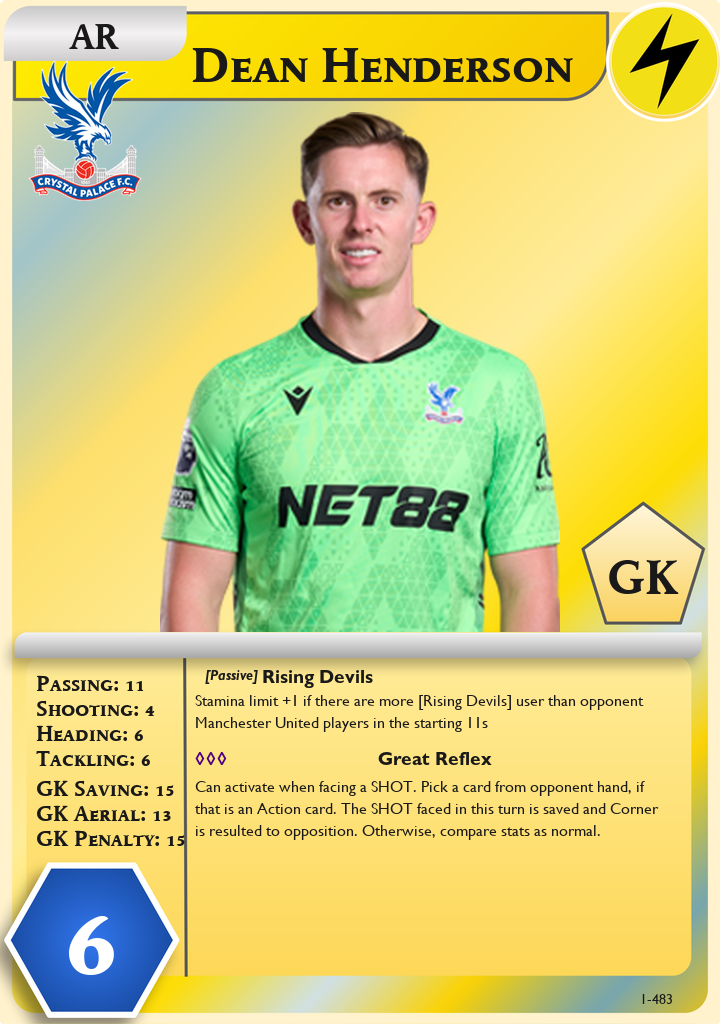 AR
Dean Henderson
CRYSTAL PALACE F.C.
NET88
GK
Passing: 11
Shooting: 4
Heading: 6
Tackling: 6
GK Saving: 15
GK Aerial: 13
GK Penalty: 15
6
[Passive] Rising Devils
Stamina limit +1 if there are more [Rising Devils] user than opponent
Manchester United players in the starting 11s
◊◊◊ Great Reflex
Can activate when facing a SHOT. Pick a card from opponent hand, if
that is an Action card. The SHOT faced in this turn is saved and Corner
is resulted to opposition. Otherwise, compare stats as normal.
1-483